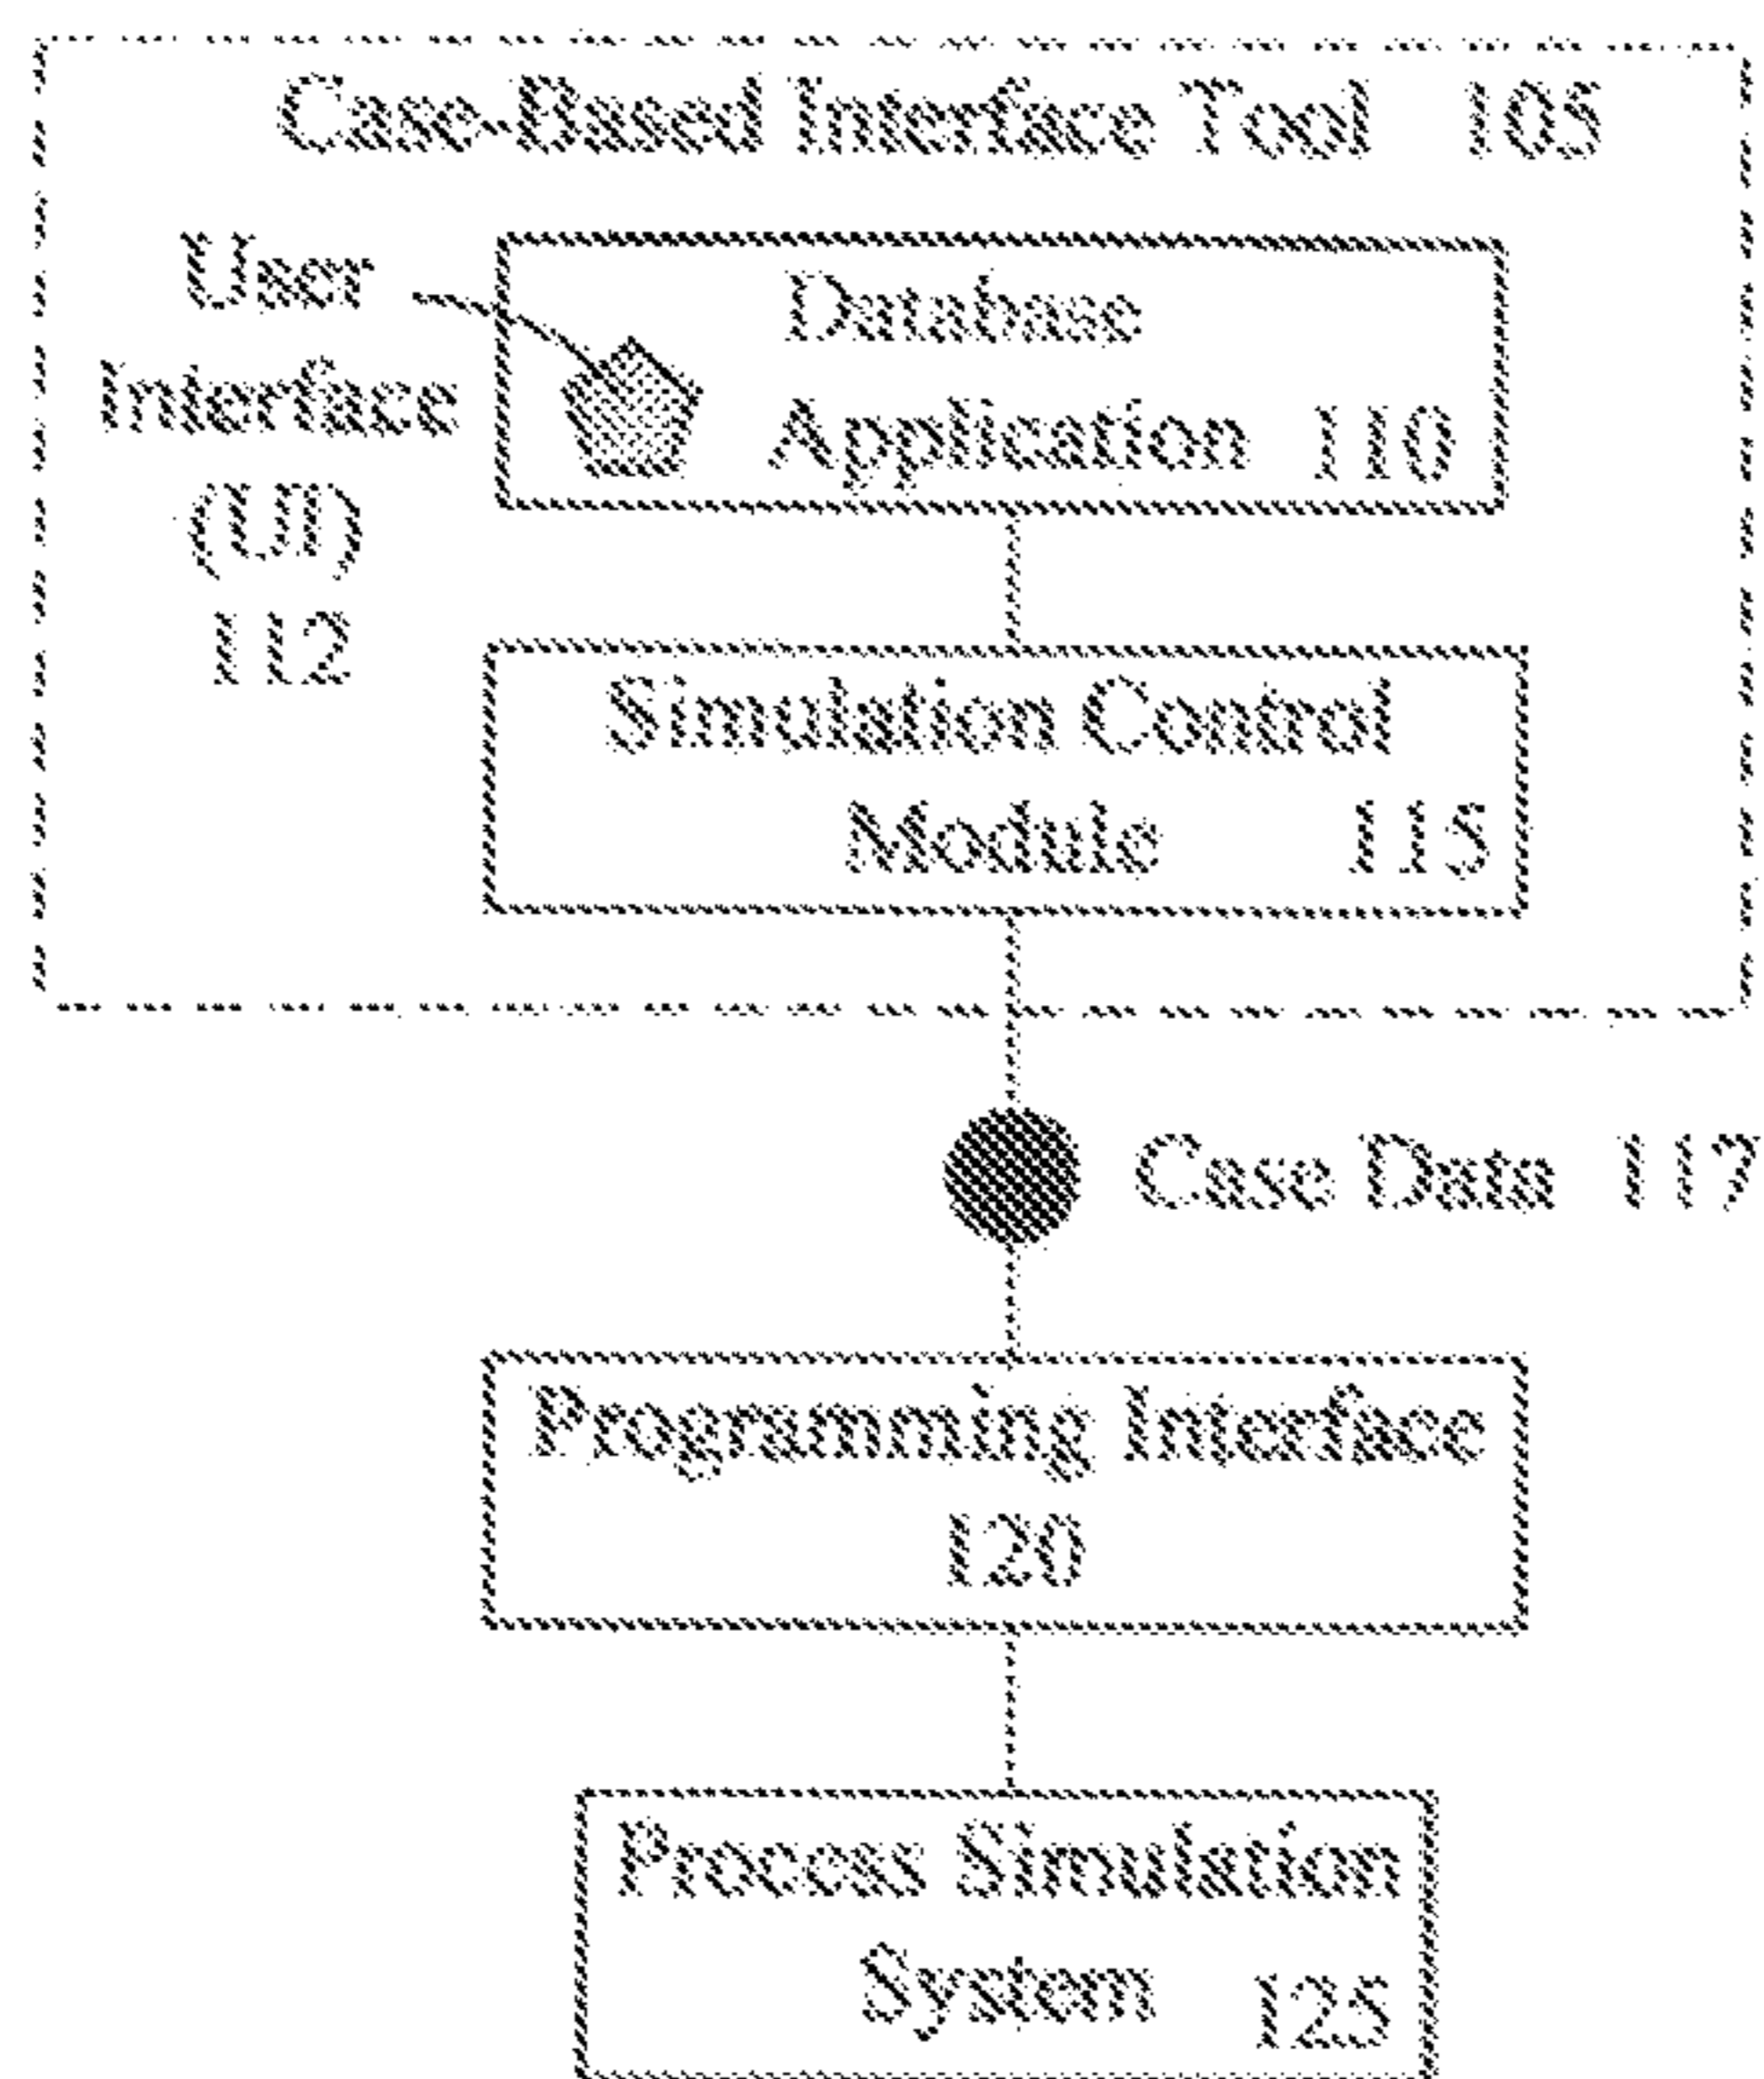 Case-Based Interface Tool 105
User
Interface
(UI)
112
Database
Application 110
Simulation Control
Module 115
Case Data 117
Programming Interface
120
Process Simulation
System 125